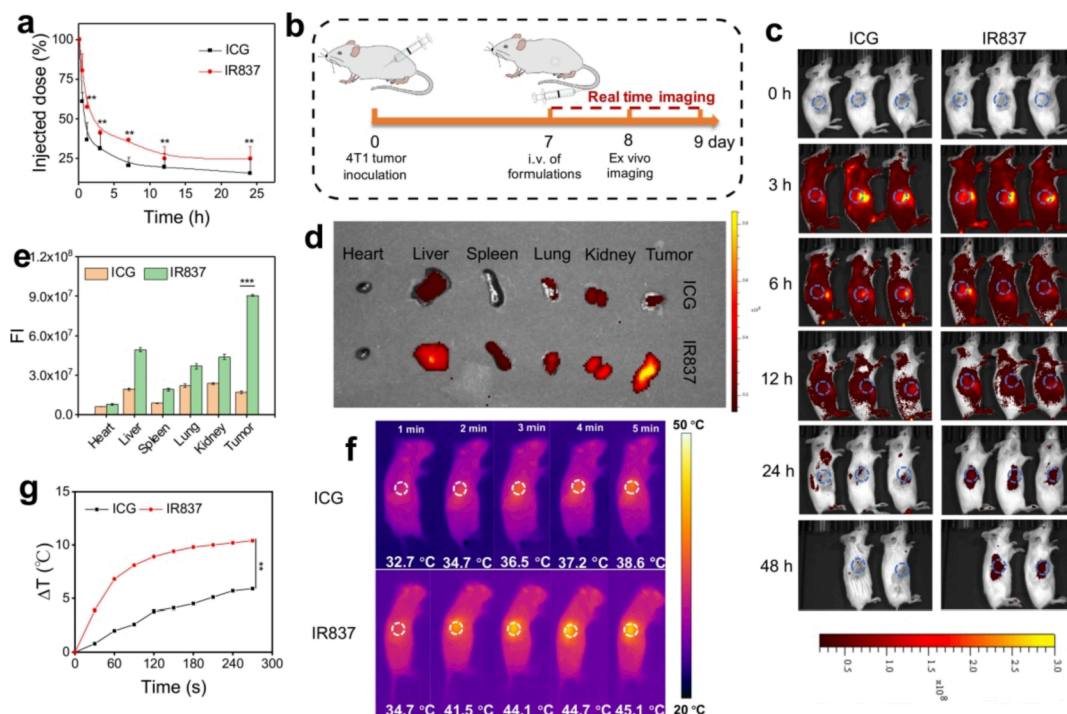 a
ICG
IR837
Injected dose (%)
100
75
50
25
**
**
**
**
**
0 5 10 15 20 25
Time (h)
b
Real time imaging
0 7 8 9 day
4T1 tumor
inoculation
i.v. of
formulations
Ex vivo
imaging
c
ICG IR837
0 h
3 h
6 h
12 h
24 h
48 h
0.5 1.0 1.5 2.0 2.5 3.0
×10⁸
d
Heart Liver Spleen Lung Kidney Tumor
ICG
IR837
e
ICG IR837
FI
1.2x10⁸
9.0x10⁷
6.0x10⁷
3.0x10⁷
0.0
***
Heart
Liver
Spleen
Lung
Kidney
Tumor
f
1 min 2 min 3 min 4 min 5 min
50 °C
ICG
32.7 °C 34.7 °C 36.5 °C 37.2 °C 38.6 °C
IR837
34.7 °C 41.5 °C 44.1 °C 44.7 °C 45.1 °C
20 °C
g
ICG IR837
ΔT (℃)
15
10
5
0
**
0 60 120 180 240 300
Time (s)